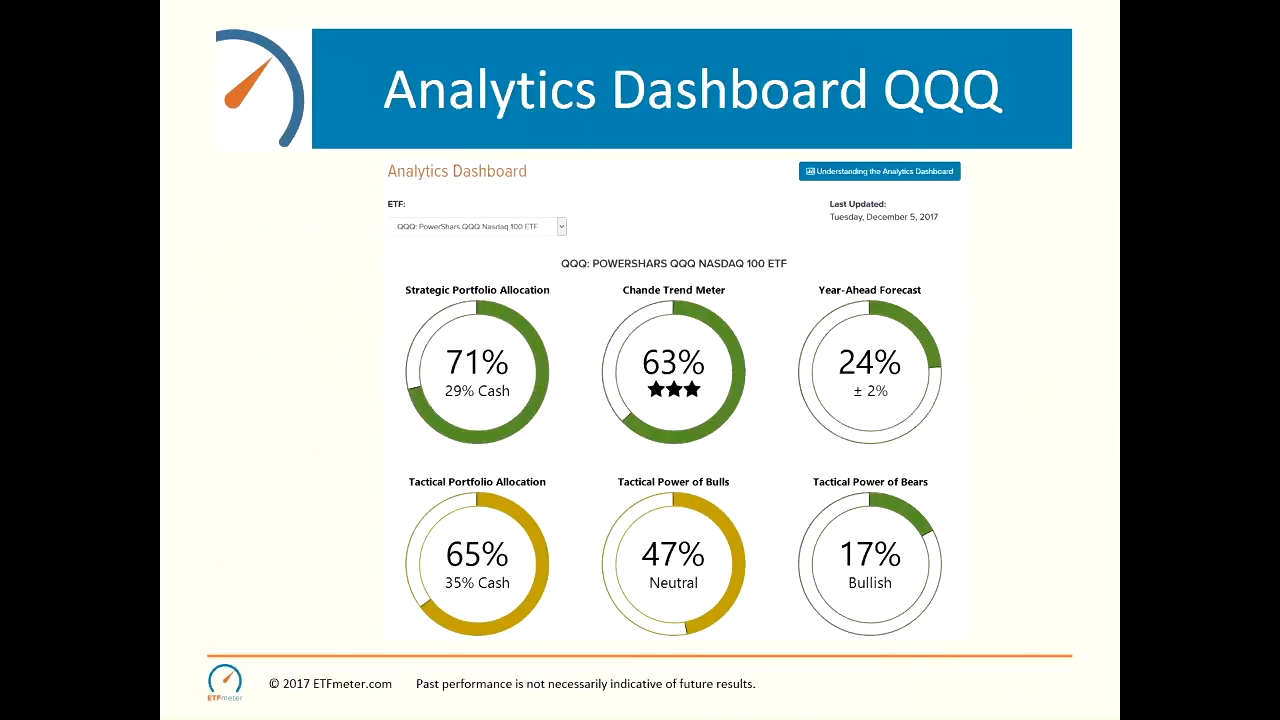 Analytics Dashboard QQQ
Analytics Dashboard
Understanding the Analytics Dashboard
ETF:
Last Updated:
QQQ: PowerShars QQQ Nasdaq 100 ETF
Tuesday, December 5, 2017
QQQ: POWERSHARS QQQ NASDAQ 100 ETF
Strategic Portfolio Allocation
71%
29% Cash
Chande Trend Meter
63%
★★★
Year-Ahead Forecast
24%
± 2%
Tactical Portfolio Allocation
65%
35% Cash
Tactical Power of Bulls
47%
Neutral
Tactical Power of Bears
17%
Bullish
ETFmeter
© 2017 ETFmeter.com
Past performance is not necessarily indicative of future results.